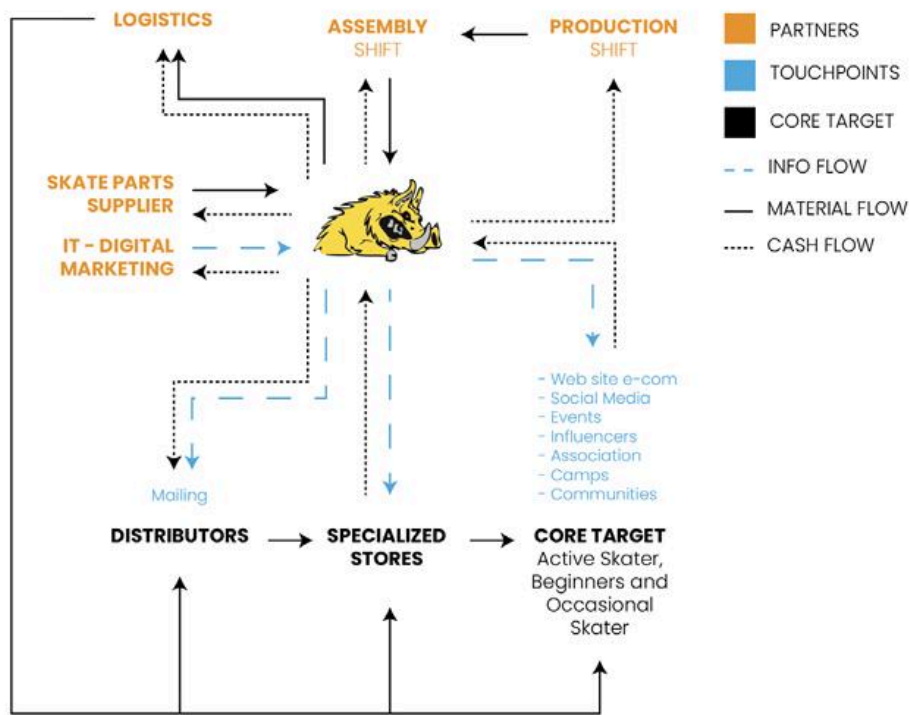 LOGISTICS
ASSEMBLY
SHIFT
PRODUCTION
SHIFT
PARTNERS
TOUCHPOINTS
CORE TARGET
INFO FLOW
MATERIAL FLOW
CASH FLOW
SKATE PARTS
SUPPLIER
IT - DIGITAL
MARKETING
- Web site e-com
- Social Media
- Events
- Influencers
- Association
- Camps
- Communities
Mailing
DISTRIBUTORS
SPECIALIZED
STORES
CORE TARGET
Active Skater,
Beginners and
Occasional
Skater